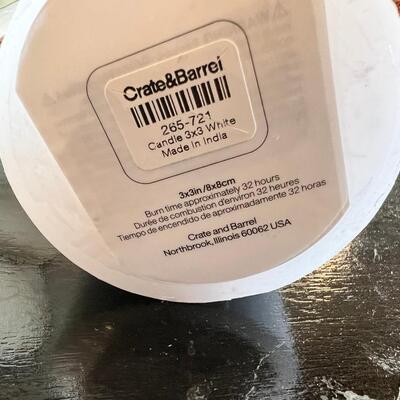 Crate&Barrel
265-721
Candle 3x3 White
Made in India
3x3in/8x8cm
Burn time approximately 32 hours
Durée de combustion d'environ 32 heures
Tiempo de encendido de aproximadamente 32 horas
Crate and Barrel
Northbrook, Illinois 60062 USA